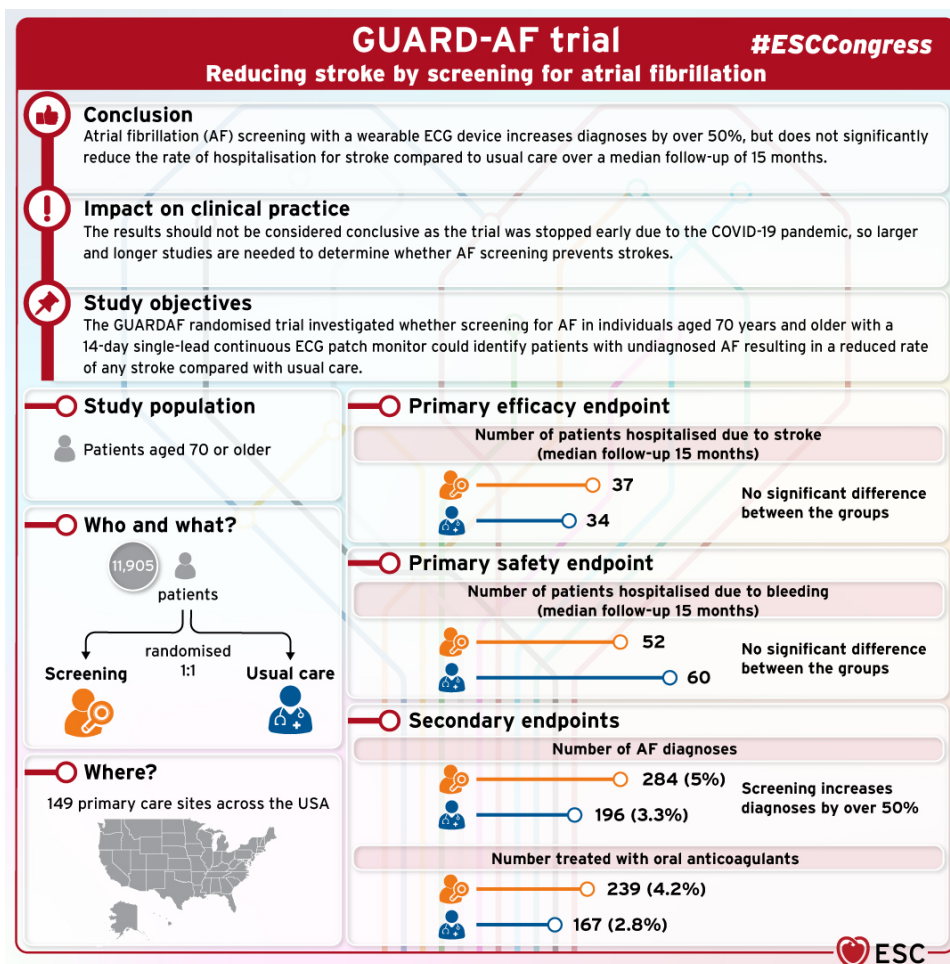 GUARD-AF trial
#ESCCongress
Reducing stroke by screening for atrial fibrillation
Conclusion
Atrial fibrillation (AF) screening with a wearable ECG device increases diagnoses by over 50%, but does not significantly
reduce the rate of hospitalisation for stroke compared to usual care over a median follow-up of 15 months.
Impact on clinical practice
The results should not be considered conclusive as the trial was stopped early due to the COVID-19 pandemic, so larger
and longer studies are needed to determine whether AF screening prevents strokes.
Study objectives
The GUARDAF randomised trial investigated whether screening for AF in individuals aged 70 years and older with a
14-day single-lead continuous ECG patch monitor could identify patients with undiagnosed AF resulting in a reduced rate
of any stroke compared with usual care.
Study population
Patients aged 70 or older
Who and what?
11,905
patients
randomised
1:1
Screening
Usual care
Where?
149 primary care sites across the USA
Primary efficacy endpoint
Number of patients hospitalised due to stroke
(median follow-up 15 months)
37
34
No significant difference
between the groups
Primary safety endpoint
Number of patients hospitalised due to bleeding
(median follow-up 15 months)
52
60
No significant difference
between the groups
Secondary endpoints
Number of AF diagnoses
284 (5%)
196 (3.3%)
Screening increases
diagnoses by over 50%
Number treated with oral anticoagulants
239 (4.2%)
167 (2.8%)
ESC